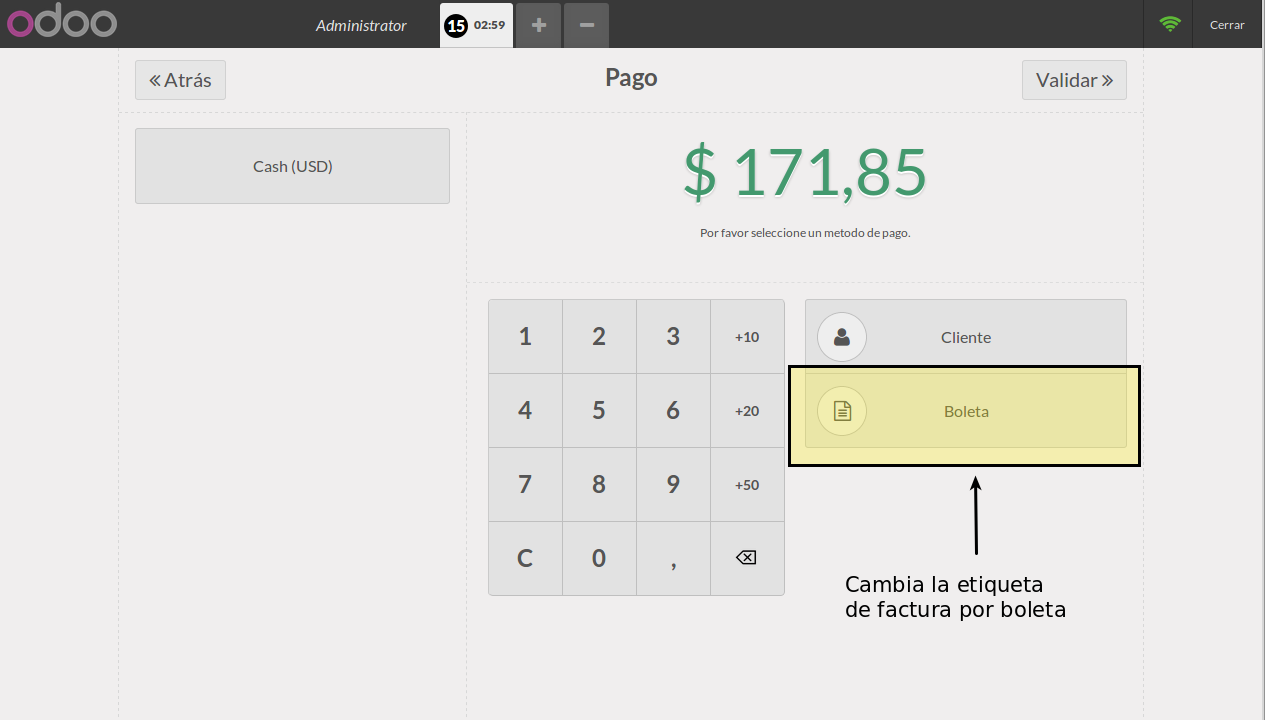 odoo Administrator 15 02:59 + − Cerrar
« Atrás Pago Validar »
Cash (USD)
$ 171,85
Por favor seleccione un metodo de pago.
1 2 3 +10
4 5 6 +20
7 8 9 +50
C 0 ,
Cliente
Boleta
Cambia la etiqueta
de factura por boleta